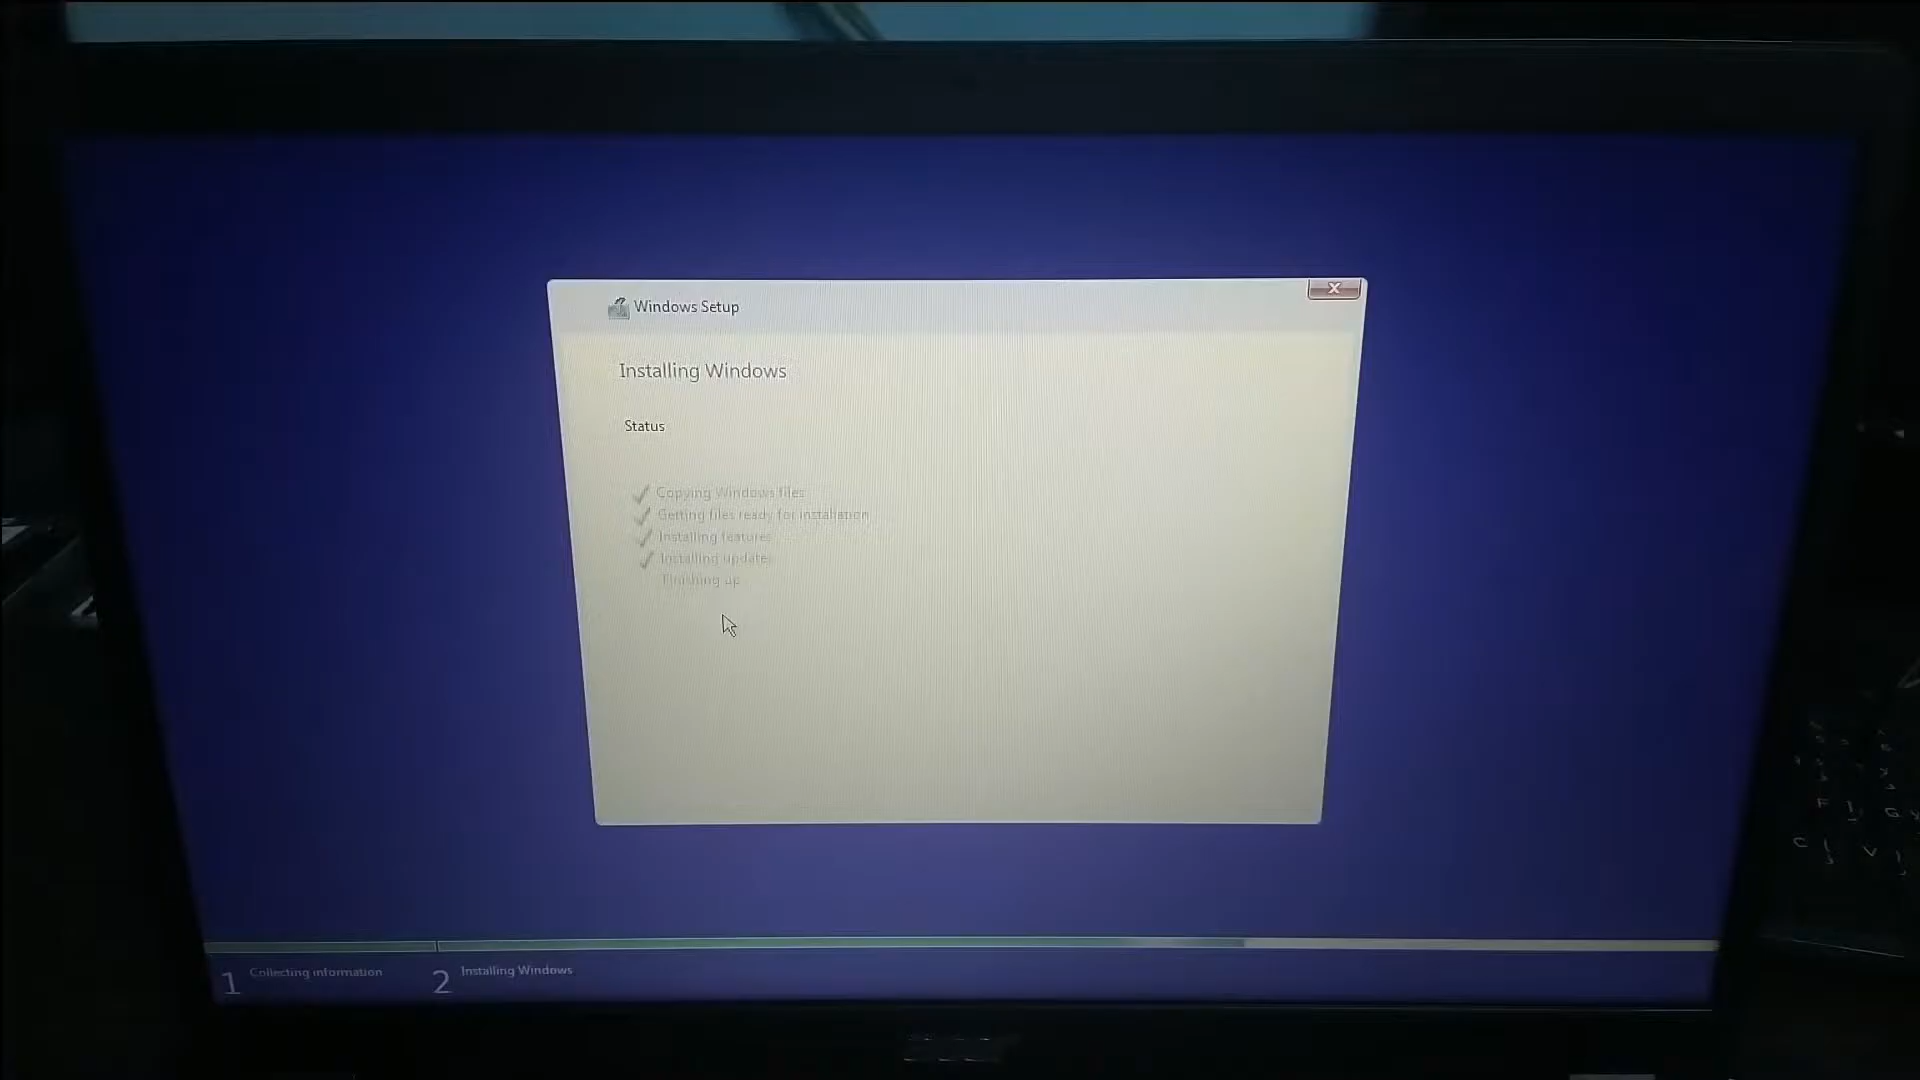 Windows Setup
Installing Windows
Status
Copying Windows files
Getting files ready for installation
Installing features
Installing updates
Finishing up
1 Collecting information
2 Installing Windows
F
G
C
V